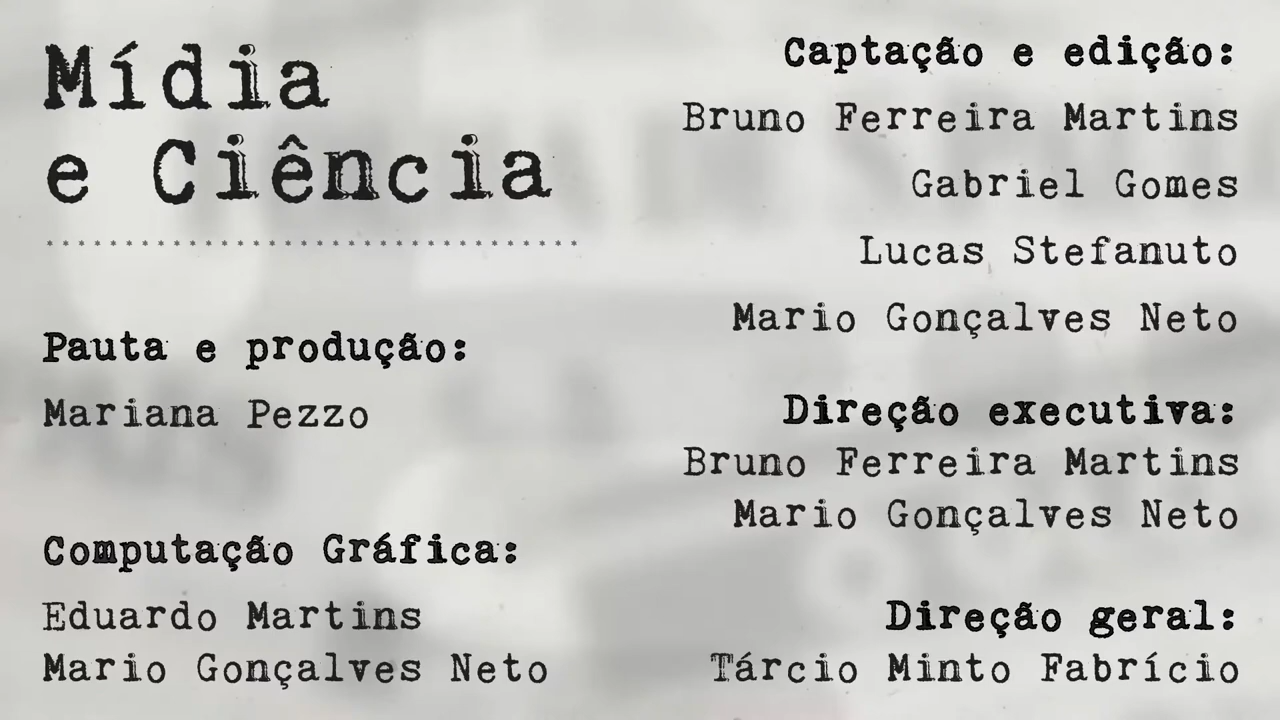 Mídia
e Ciência
Pauta e produção:
Mariana Pezzo
Computação Gráfica:
Eduardo Martins
Mario Gonçalves Neto
Captação e edição:
Bruno Ferreira Martins
Gabriel Gomes
Lucas Stefanuto
Mario Gonçalves Neto
Direção executiva:
Bruno Ferreira Martins
Mario Gonçalves Neto
Direção geral:
Tárcio Minto Fabrício